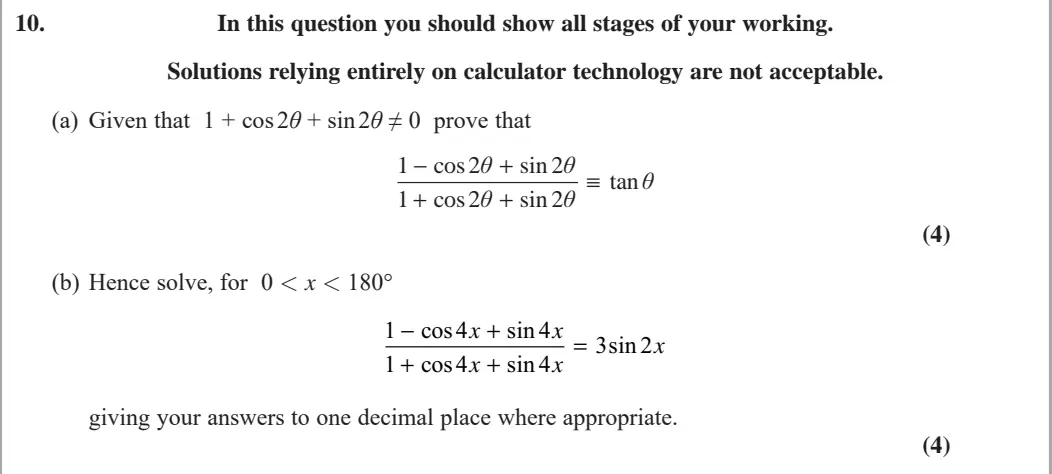 10. In this question you should show all stages of your working.
Solutions relying entirely on calculator technology are not acceptable.
(a) Given that 1 + cos 2θ + sin 2θ ≠ 0 prove that
1 − cos 2θ + sin 2θ
1 + cos 2θ + sin 2θ ≡ tan θ
(4)
(b) Hence solve, for 0 < x < 180°
1 − cos 4x + sin 4x
1 + cos 4x + sin 4x = 3 sin 2x
giving your answers to one decimal place where appropriate.
(4)